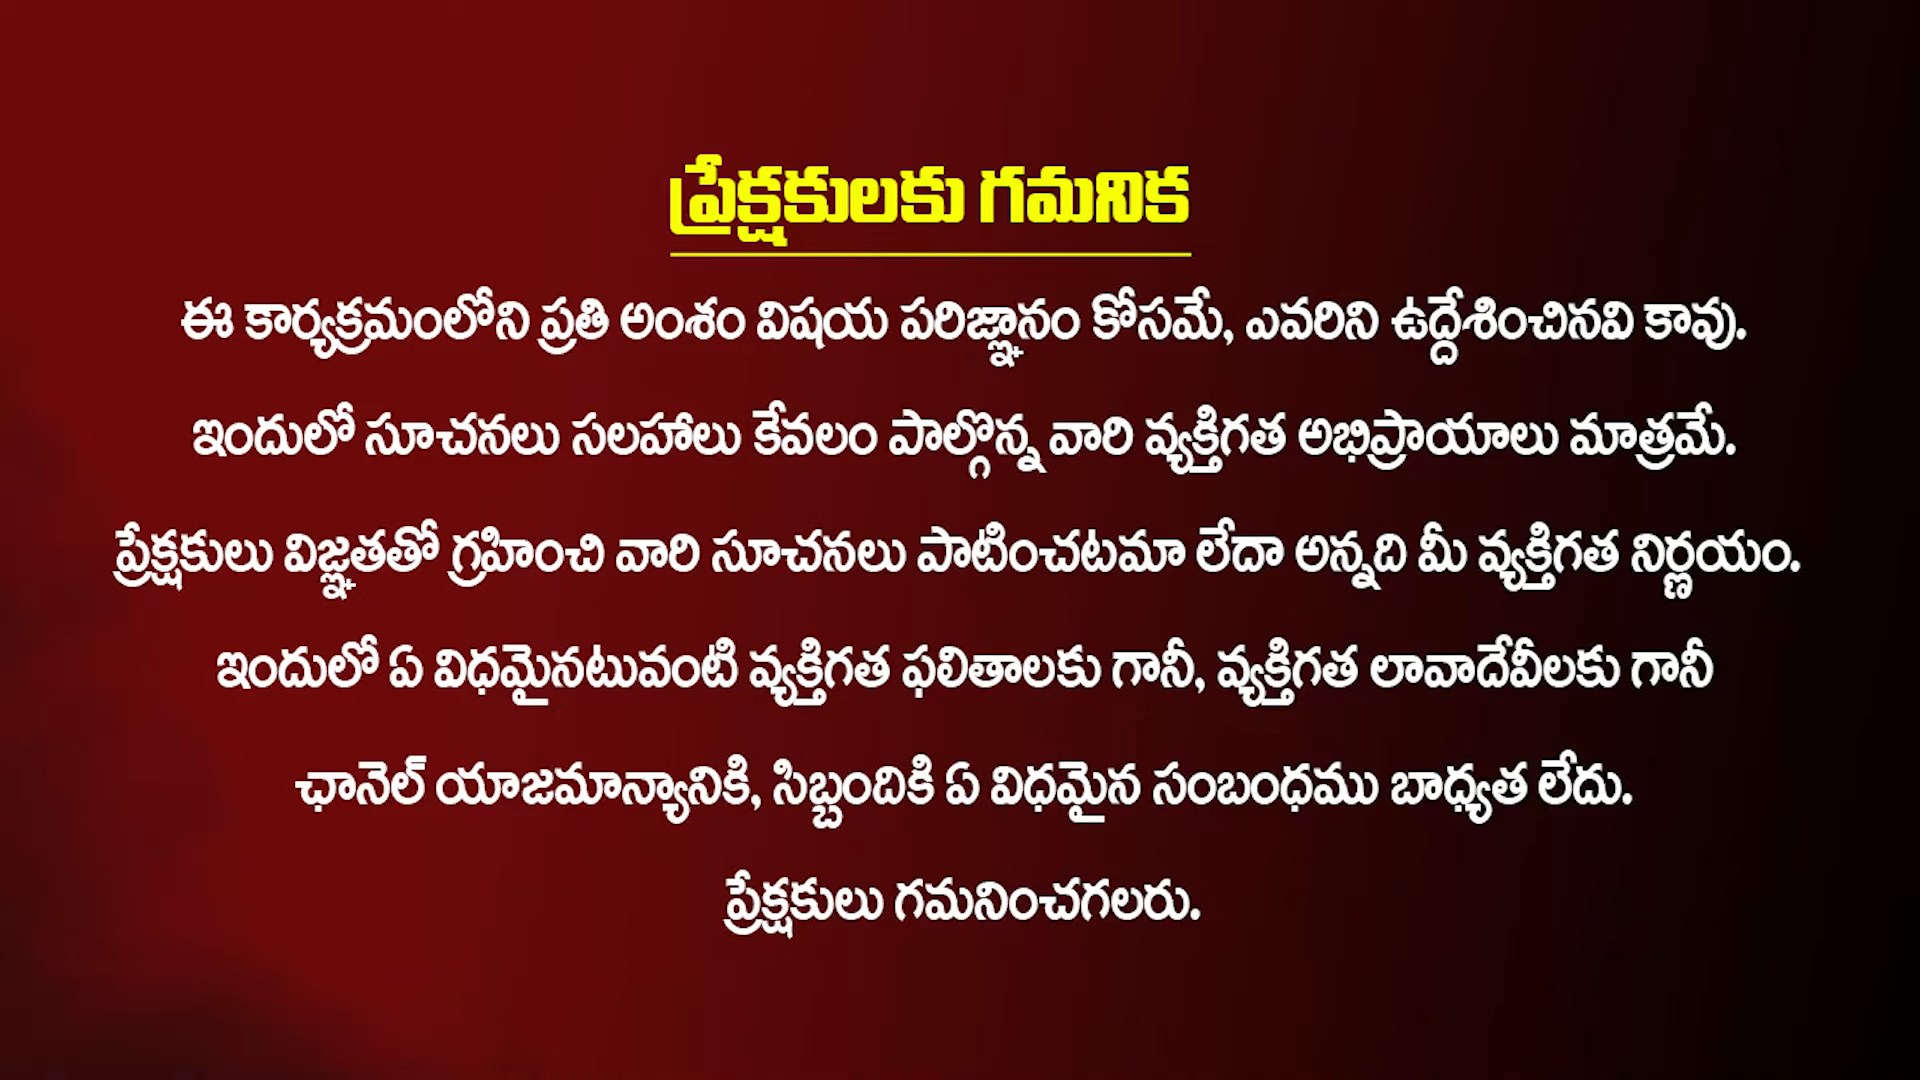 ప్రేక్షకులకు గమనిక
ఈ కార్యక్రమంలోని ప్రతి అంశం విషయ పరిజ్ఞానం కోసమే, ఎవరిని ఉద్దేశించినవి కావు.
ఇందులో సూచనలు సలహాలు కేవలం పాల్గొన్న వారి వ్యక్తిగత అభిప్రాయాలు మాత్రమే.
ప్రేక్షకులు విజ్ఞతతో గ్రహించి వారి సూచనలు పాటించటమా లేదా అన్నది మీ వ్యక్తిగత నిర్ణయం.
ఇందులో ఏ విధమైనటువంటి వ్యక్తిగత ఫలితాలకు గానీ, వ్యక్తిగత లావాదేవీలకు గానీ
ఛానెల్ యాజమాన్యానికి, సిబ్బందికి ఏ విధమైన సంబంధము బాధ్యత లేదు.
ప్రేక్షకులు గమనించగలరు.